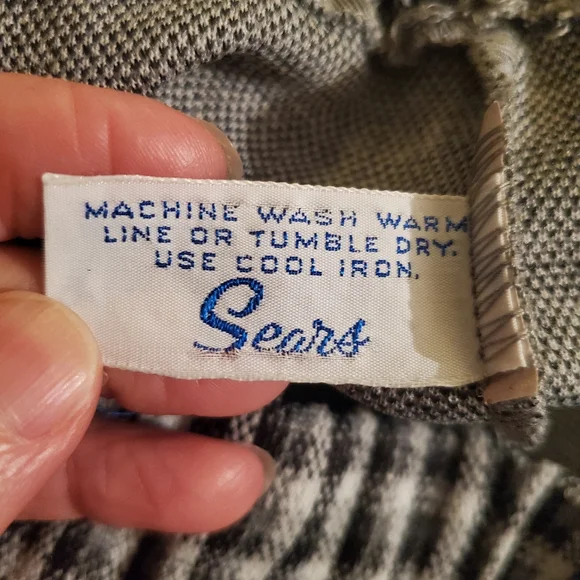 MACHINE WASH WARM
LINE OR TUMBLE DRY.
USE COOL IRON.
Sears